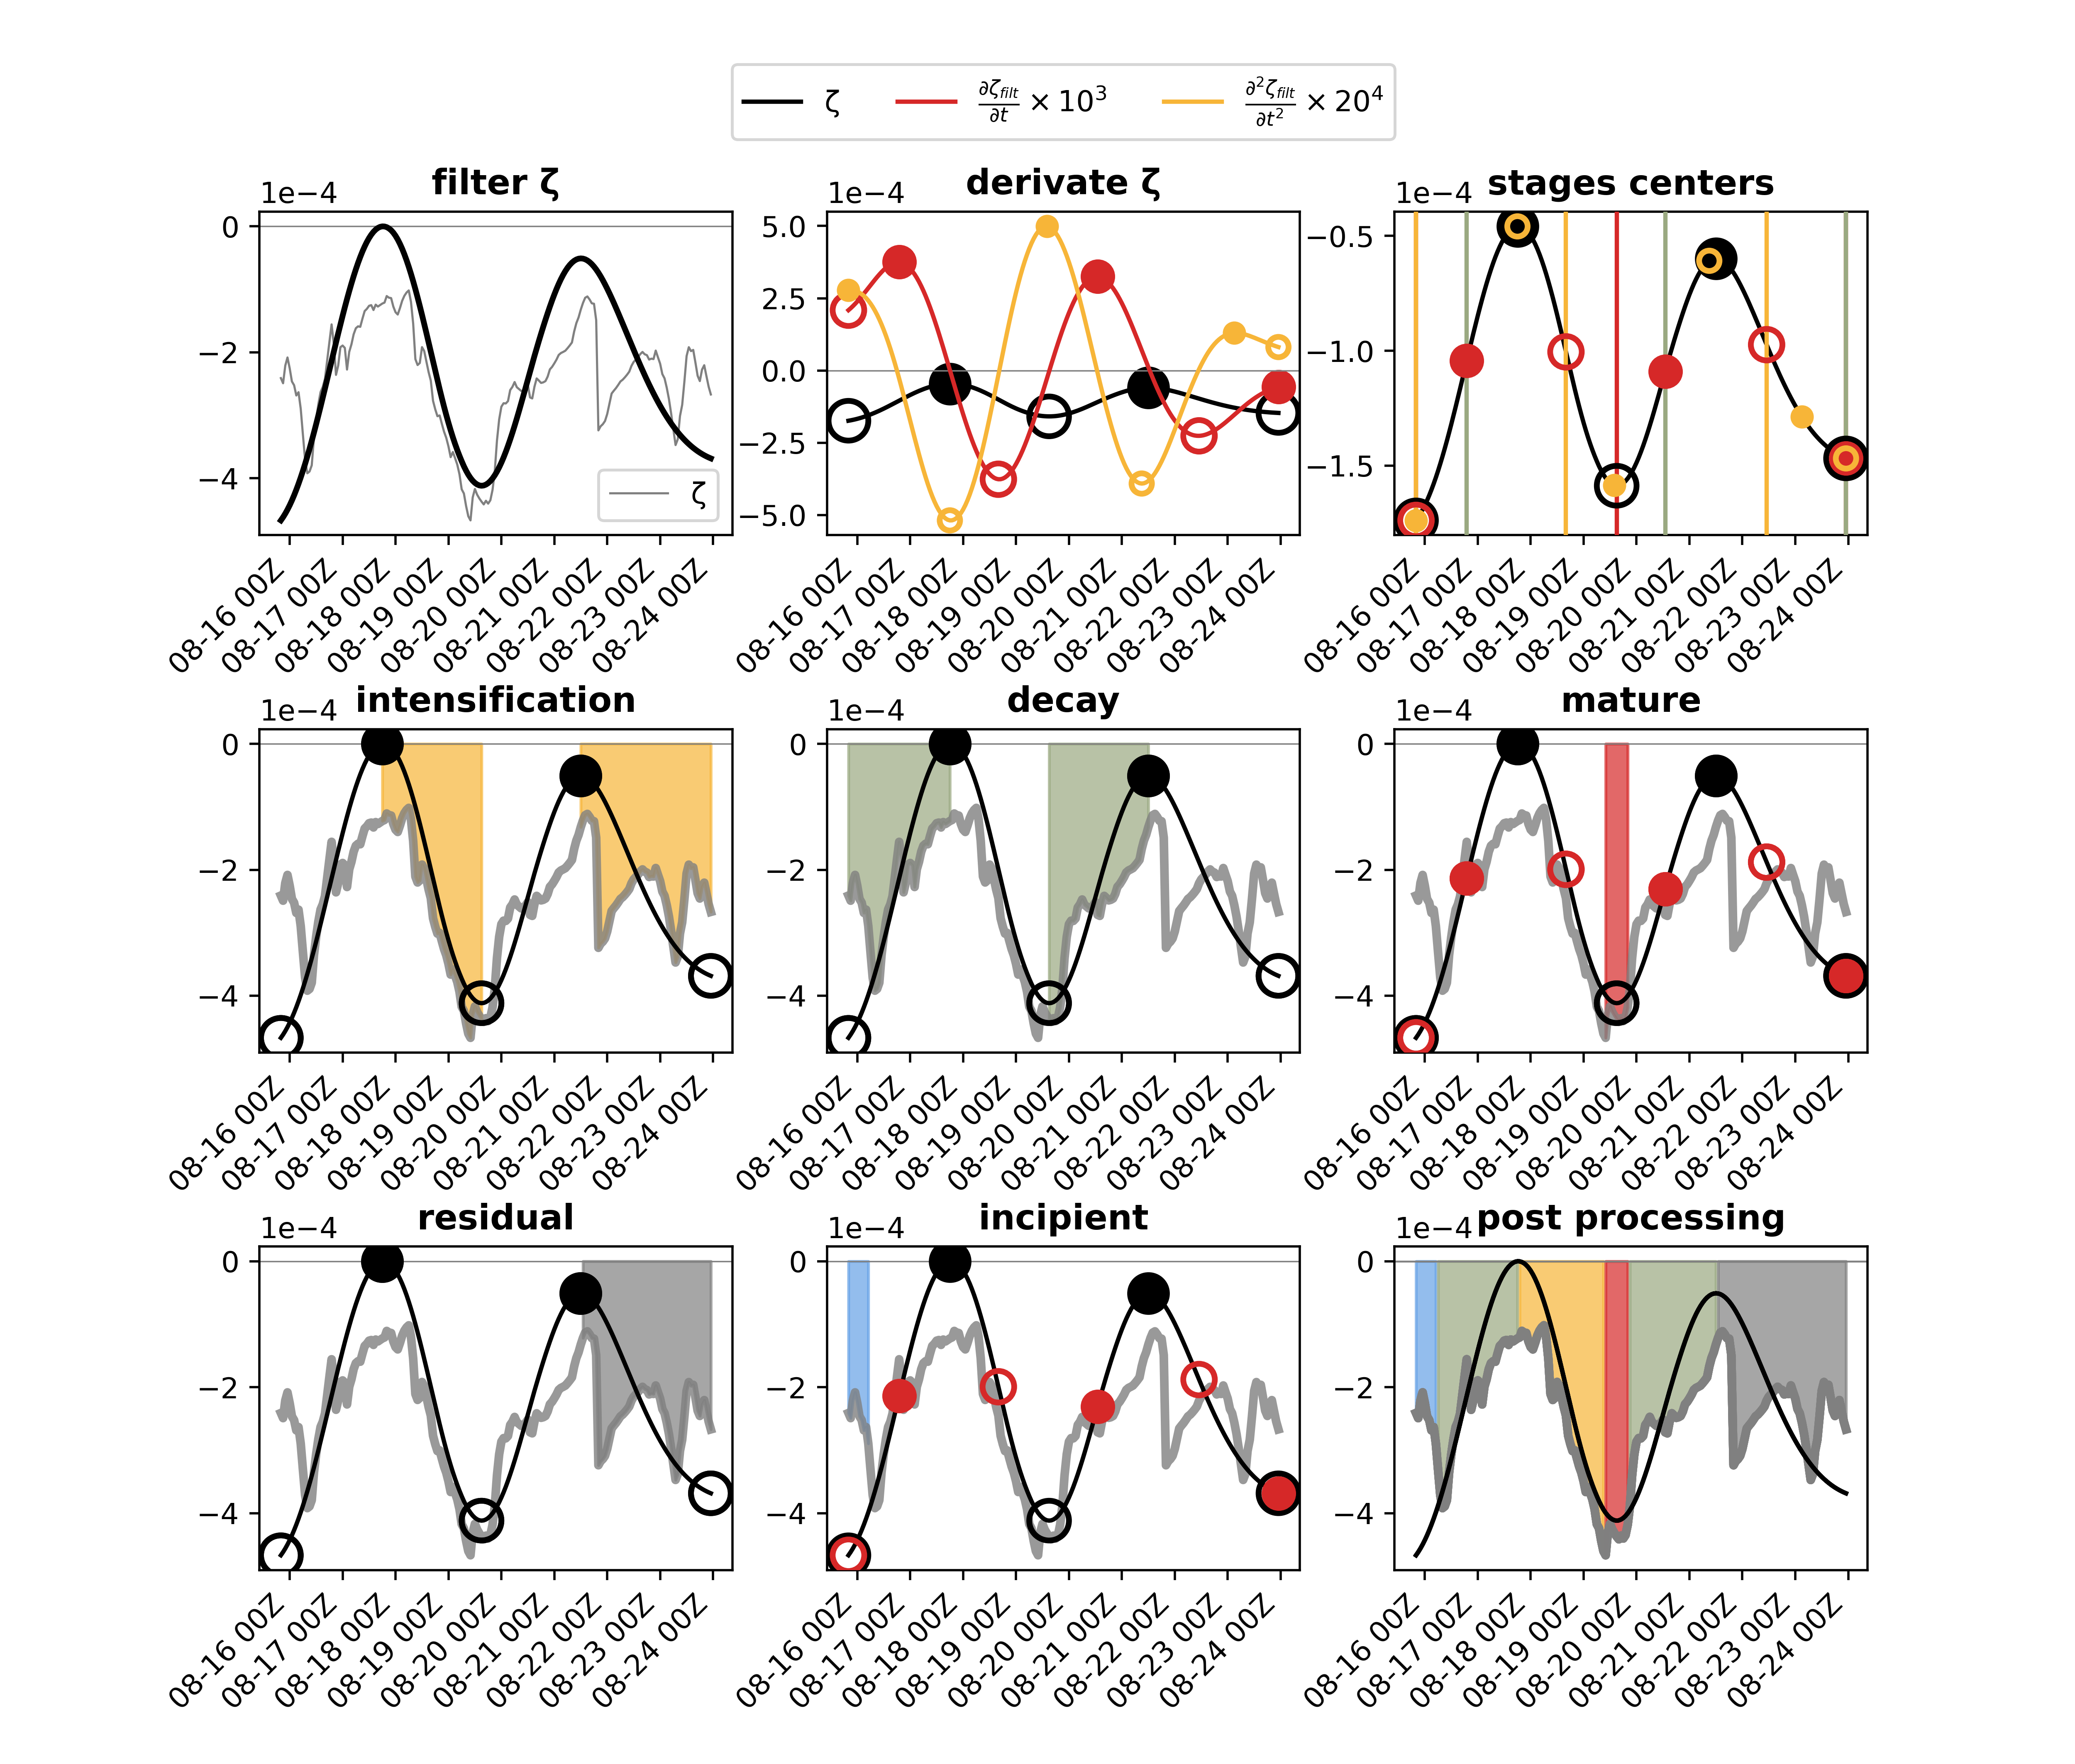 ζ ∂ζ_filt/∂t × 10³ ∂²ζ_filt/∂t² × 20⁴
filter ζ derivate ζ stages centers
1e−4 1e−4 1e−4
0
−2
−4
ζ
08-16 00Z 08-17 00Z 08-18 00Z 08-19 00Z 08-20 00Z 08-21 00Z 08-22 00Z 08-23 00Z 08-24 00Z
5.0
2.5
0.0
−2.5
−5.0
08-16 00Z 08-17 00Z 08-18 00Z 08-19 00Z 08-20 00Z 08-21 00Z 08-22 00Z 08-23 00Z 08-24 00Z
−0.5
−1.0
−1.5
08-16 00Z 08-17 00Z 08-18 00Z 08-19 00Z 08-20 00Z 08-21 00Z 08-22 00Z 08-23 00Z 08-24 00Z
intensification decay mature
1e−4 1e−4 1e−4
0
−2
−4
08-16 00Z 08-17 00Z 08-18 00Z 08-19 00Z 08-20 00Z 08-21 00Z 08-22 00Z 08-23 00Z 08-24 00Z
0
−2
−4
08-16 00Z 08-17 00Z 08-18 00Z 08-19 00Z 08-20 00Z 08-21 00Z 08-22 00Z 08-23 00Z 08-24 00Z
0
−2
−4
08-16 00Z 08-17 00Z 08-18 00Z 08-19 00Z 08-20 00Z 08-21 00Z 08-22 00Z 08-23 00Z 08-24 00Z
residual incipient post processing
1e−4 1e−4 1e−4
0
−2
−4
08-16 00Z 08-17 00Z 08-18 00Z 08-19 00Z 08-20 00Z 08-21 00Z 08-22 00Z 08-23 00Z 08-24 00Z
0
−2
−4
08-16 00Z 08-17 00Z 08-18 00Z 08-19 00Z 08-20 00Z 08-21 00Z 08-22 00Z 08-23 00Z 08-24 00Z
0
−2
−4
08-16 00Z 08-17 00Z 08-18 00Z 08-19 00Z 08-20 00Z 08-21 00Z 08-22 00Z 08-23 00Z 08-24 00Z